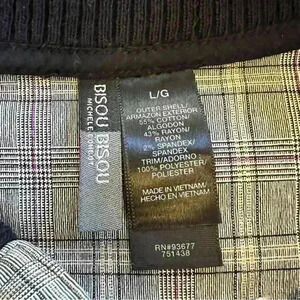 BISOU BISOU
MICHELE BOHBOT
L/G
OUTER SHELL/
ARMAZON EXTERIOR
55% COTTON/
ALGODON
43% RAYON/
RAYON
2% SPANDEX/
SPANDEX
TRIM/ADORNO
100% POLYESTER/
POLIESTER
MADE IN VIETNAM/
HECHO EN VIETNAM
RN#93677
751438